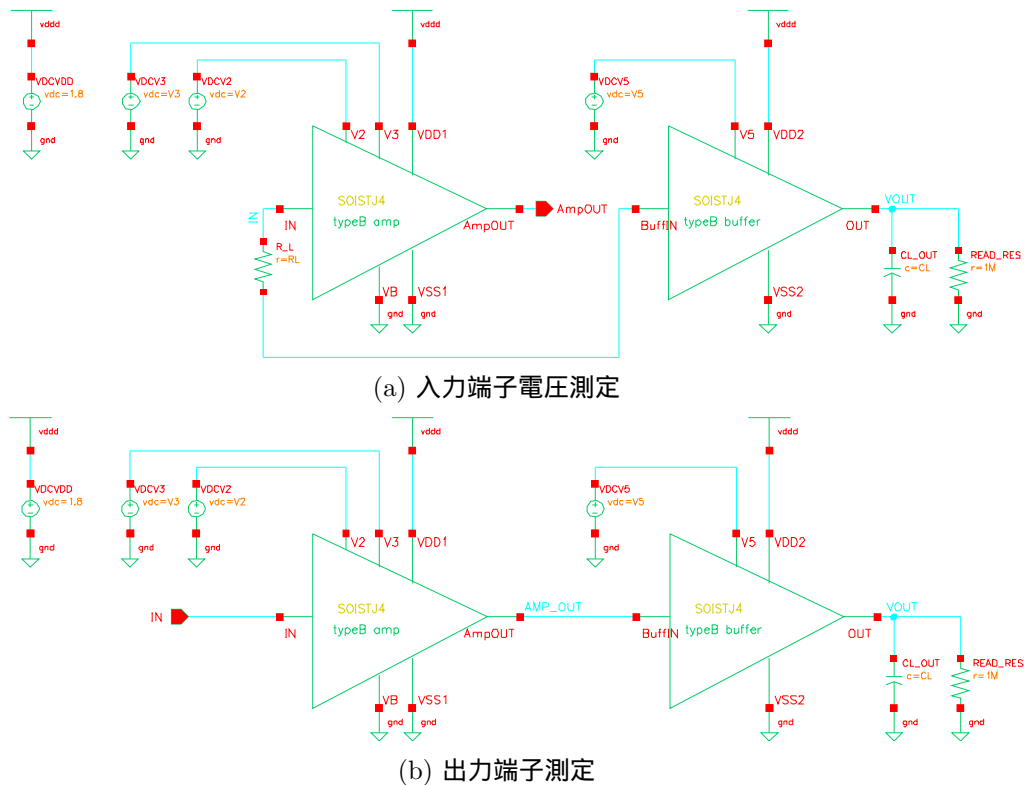 vddd
vddd
vddd
VDCVDD
vdc=1.8
VDCV3
vdc=V3
VDCV2
vdc=V2
VDCV5
vdc=V5
gnd
gnd
gnd
gnd
V2
V3
VDD1
V5
VDD2
SOISTJ4
typeB amp
SOISTJ4
typeB buffer
IN
IN
AmpOUT
AmpOUT
BuffIN
OUT
VOUT
R_L
r=RL
CL_OUT
c=CL
READ_RES
r=1M
VB
VSS1
VSS2
gnd
gnd
gnd
gnd
gnd
(a) 入力端子電圧測定
vddd
vddd
vddd
VDCVDD
vdc=1.8
VDCV3
vdc=V3
VDCV2
vdc=V2
VDCV5
vdc=V5
gnd
gnd
gnd
gnd
V2
V3
VDD1
V5
VDD2
SOISTJ4
typeB amp
SOISTJ4
typeB buffer
IN
IN
AmpOUT
AMP_OUT
BuffIN
OUT
VOUT
CL_OUT
c=CL
READ_RES
r=1M
VB
VSS1
VSS2
gnd
gnd
gnd
gnd
gnd
(b) 出力端子測定